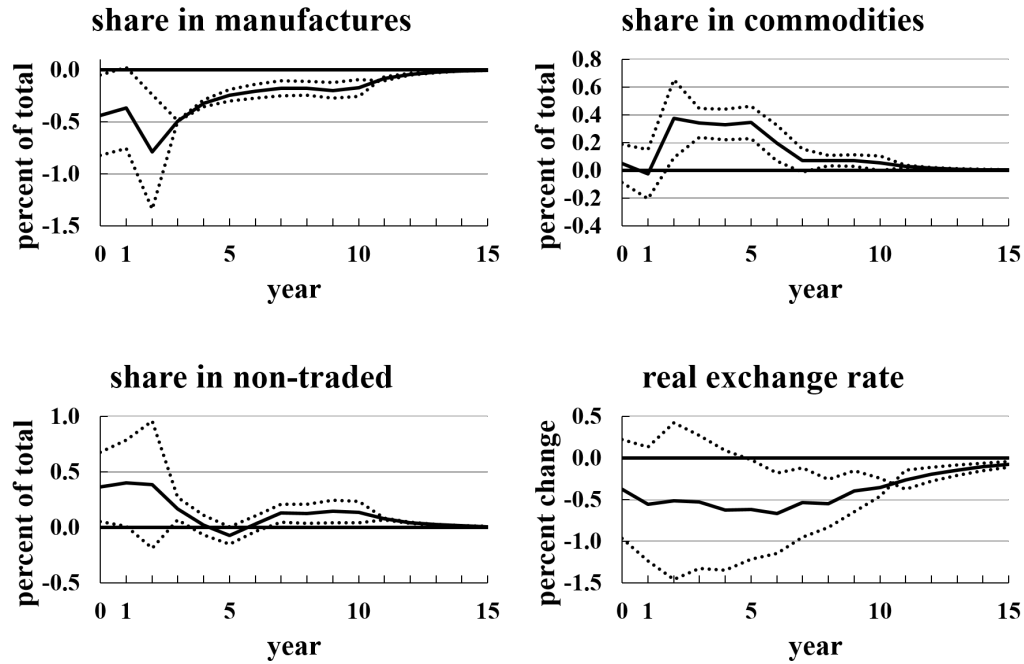 share in manufactures
percent of total
0.0
-0.5
-1.0
-1.5
0 1 5 10 15
year
share in commodities
percent of total
0.8
0.6
0.4
0.2
0.0
-0.2
-0.4
0 1 5 10 15
year
share in non-traded
percent of total
1.0
0.5
0.0
-0.5
0 1 5 10 15
year
real exchange rate
percent change
0.5
0.0
-0.5
-1.0
-1.5
0 1 5 10 15
year